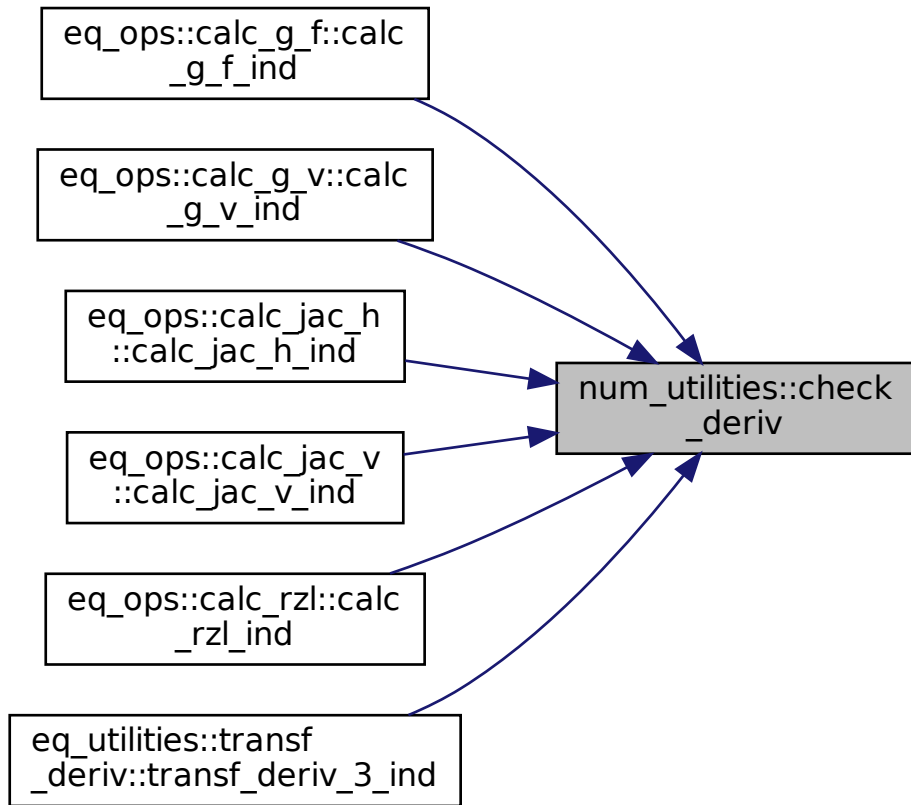 eq_ops::calc_g_f::calc
_g_f_ind
eq_ops::calc_g_v::calc
_g_v_ind
eq_ops::calc_jac_h
::calc_jac_h_ind
num_utilities::check
_deriv
eq_ops::calc_jac_v
::calc_jac_v_ind
eq_ops::calc_rzl::calc
_rzl_ind
eq_utilities::transf
_deriv::transf_deriv_3_ind